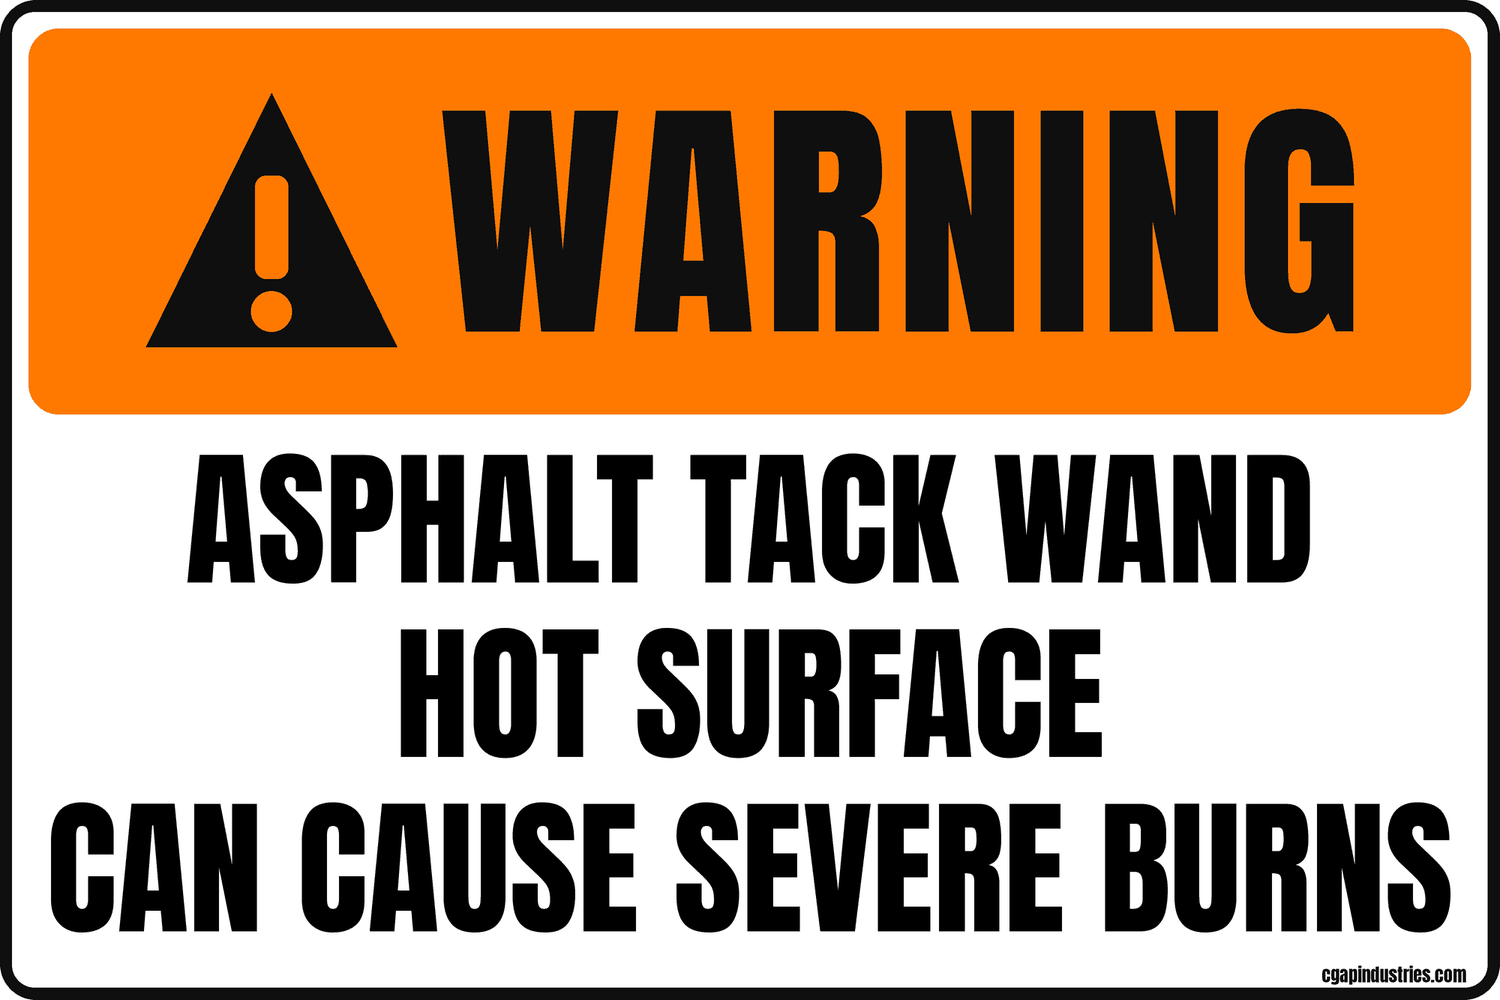 WARNING
ASPHALT TACK WAND
HOT SURFACE
CAN CAUSE SEVERE BURNS
cgapindustries.com